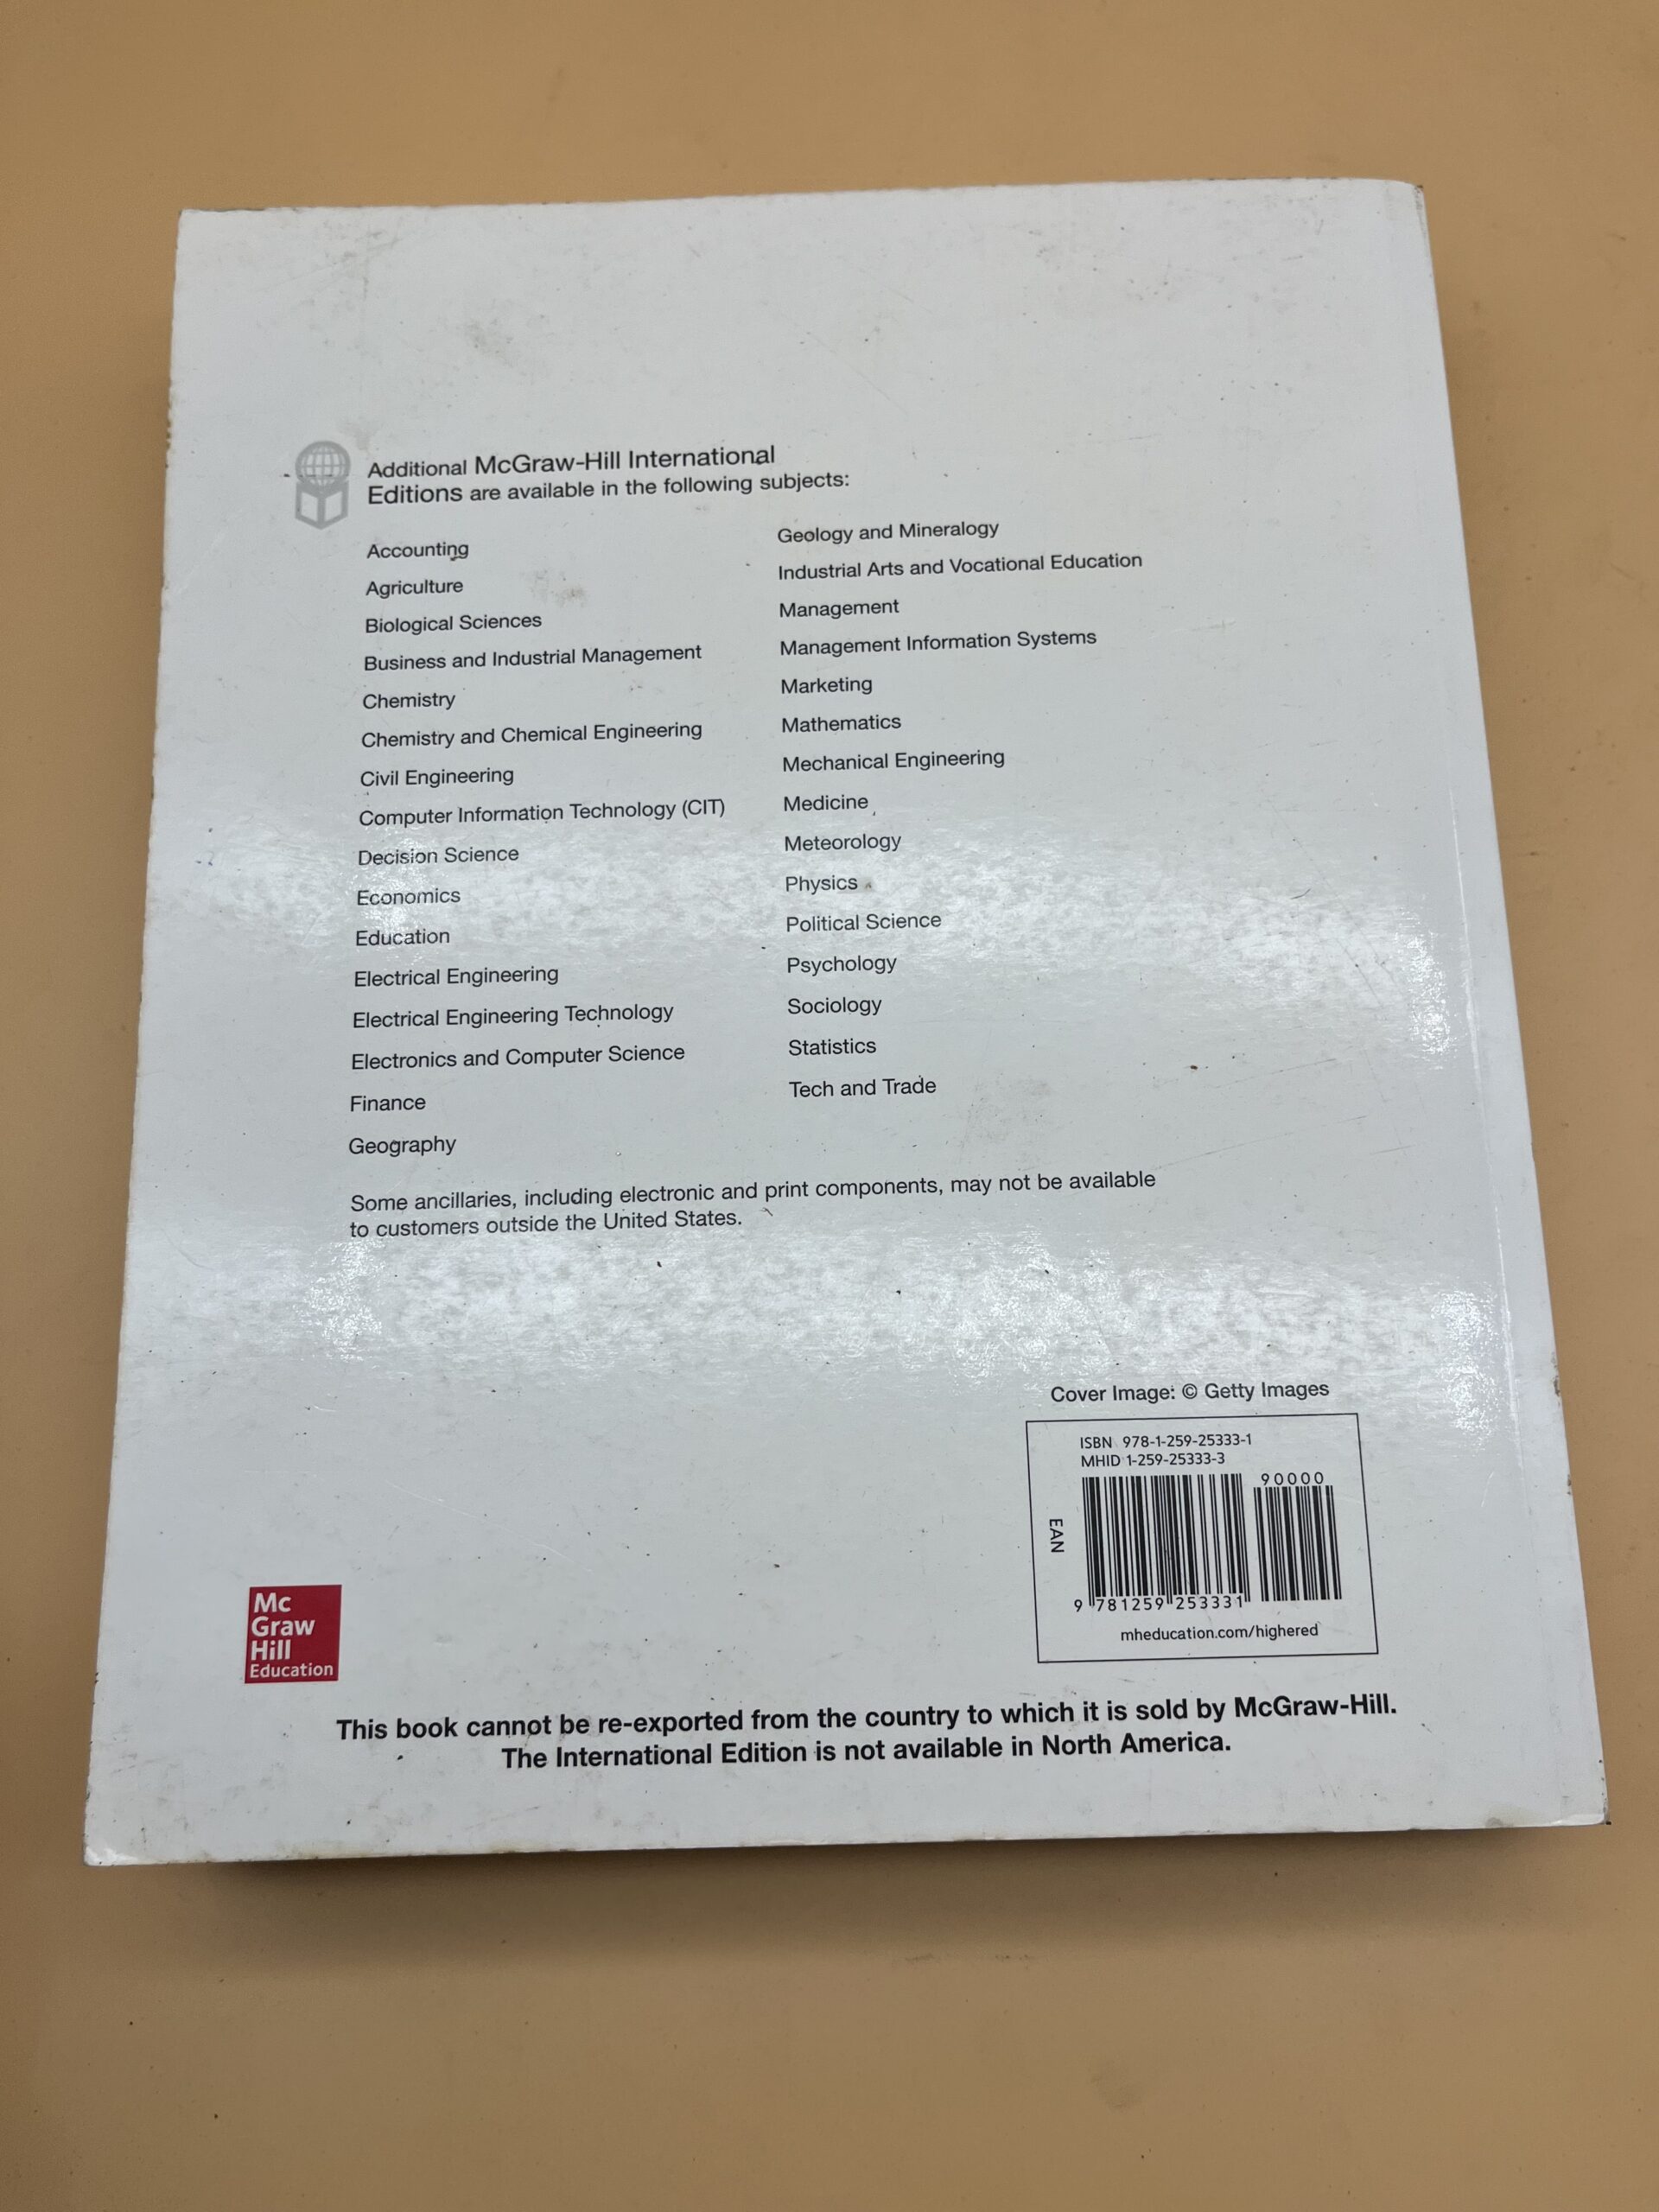 Additional McGraw-Hill International
Editions are available in the following subjects:
Accounting
Agriculture
Biological Sciences
Business and Industrial Management
Chemistry
Chemistry and Chemical Engineering
Civil Engineering
Computer Information Technology (CIT)
Decision Science
Economics
Education
Electrical Engineering
Electrical Engineering Technology
Electronics and Computer Science
Finance
Geography
Geology and Mineralogy
Industrial Arts and Vocational Education
Management
Management Information Systems
Marketing
Mathematics
Mechanical Engineering
Medicine
Meteorology
Physics
Political Science
Psychology
Sociology
Statistics
Tech and Trade
Some ancillaries, including electronic and print components, may not be available
to customers outside the United States.
Cover Image: © Getty Images
ISBN 978-1-259-25333-1
MHID 1-259-25333-3
90000
EAN
9 781259 253331
mheducation.com/highered
Mc
Graw
Hill
Education
This book cannot be re-exported from the country to which it is sold by McGraw-Hill.
The International Edition is not available in North America.